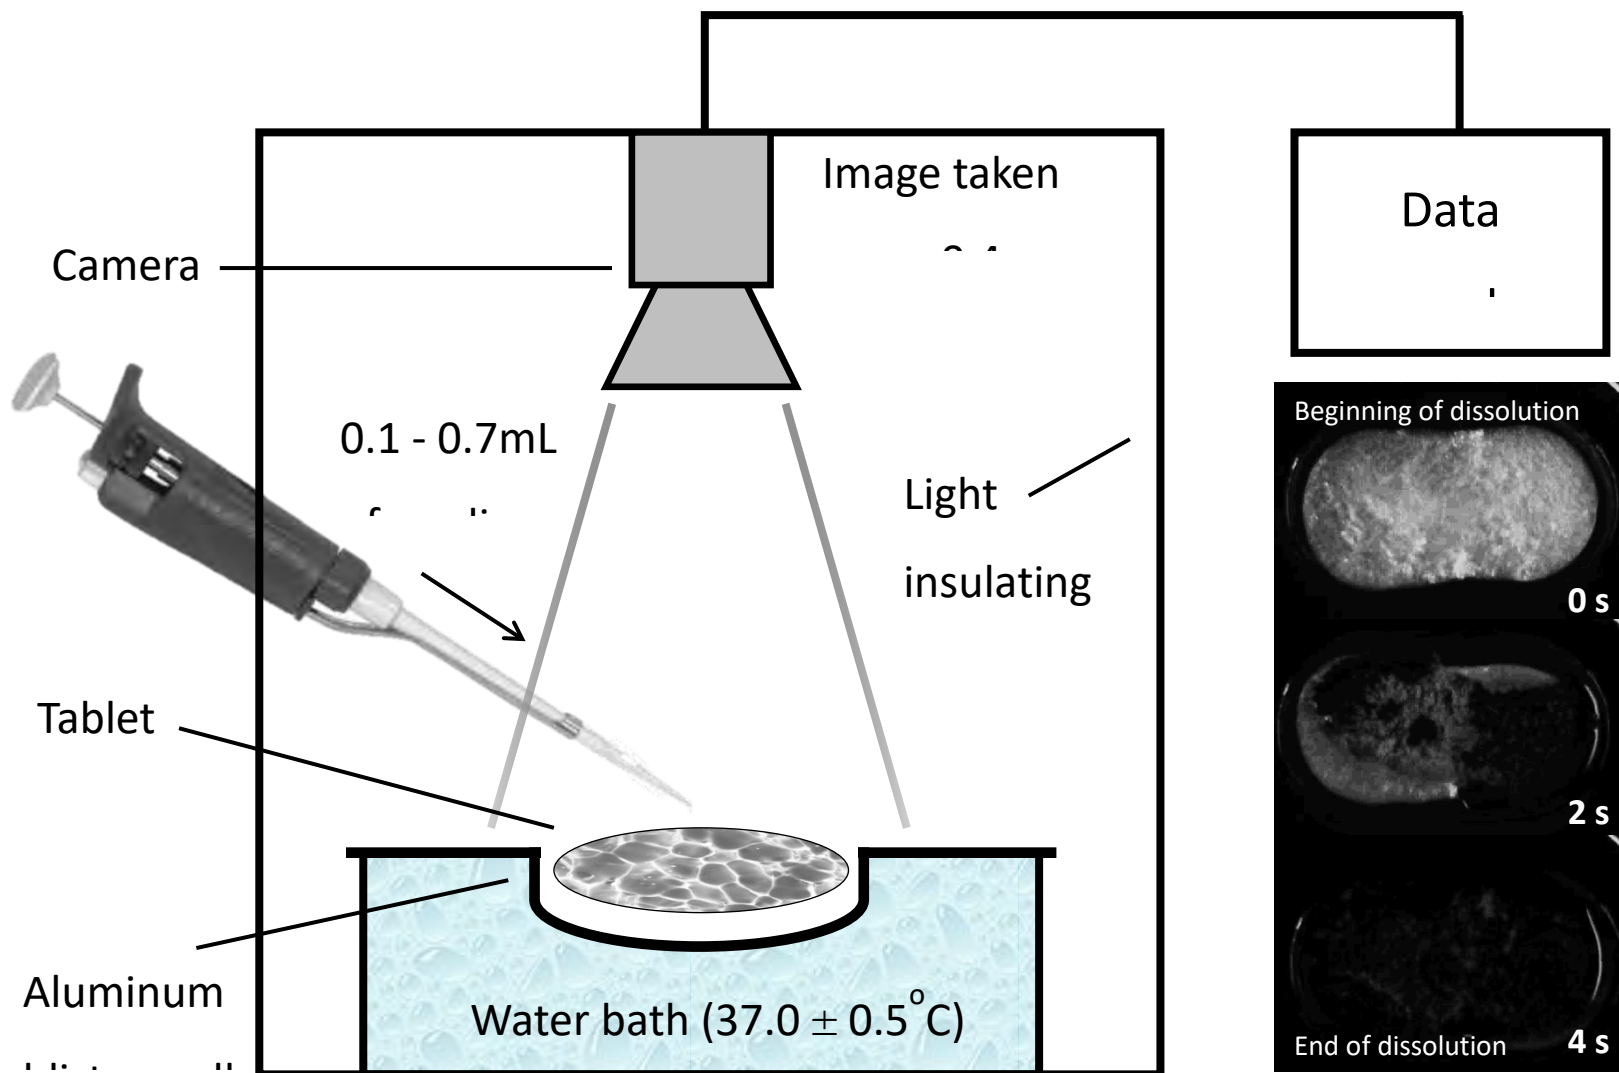 Image taken
Data
Camera
Beginning of dissolution
0.1 - 0.7mL
Light
insulating
0 s
Tablet
2 s
Aluminum
Water bath (37.0 ± 0.5°C)
End of dissolution
4 s